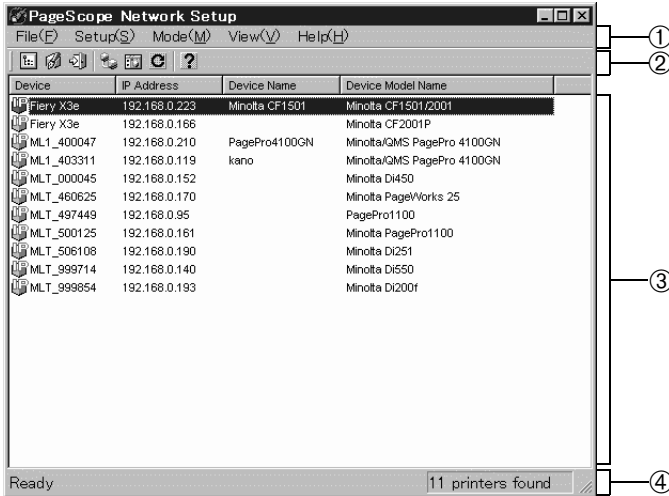 PageScope Network Setup
File(F) Setup(S) Mode(M) View(V) Help(H)
①
②
Device IP Address Device Name Device Model Name
Fiery X3e 192.168.0.223 Minolta CF1501 Minolta CF1501/2001
Fiery X3e 192.168.0.166 Minolta CF2001P
ML1_400047 192.168.0.210 PagePro4100GN Minolta/QMS PagePro 4100GN
ML1_403311 192.168.0.119 kano Minolta/QMS PagePro 4100GN
MLT_000045 192.168.0.152 Minolta Di450
MLT_460625 192.168.0.170 Minolta PageWorks 25
MLT_497449 192.168.0.95 PagePro1100
MLT_500125 192.168.0.161 Minolta PagePro1100
MLT_506108 192.168.0.190 Minolta Di251
MLT_999714 192.168.0.140 Minolta Di550
MLT_999854 192.168.0.193 Minolta Di200f
③
Ready 11 printers found
④